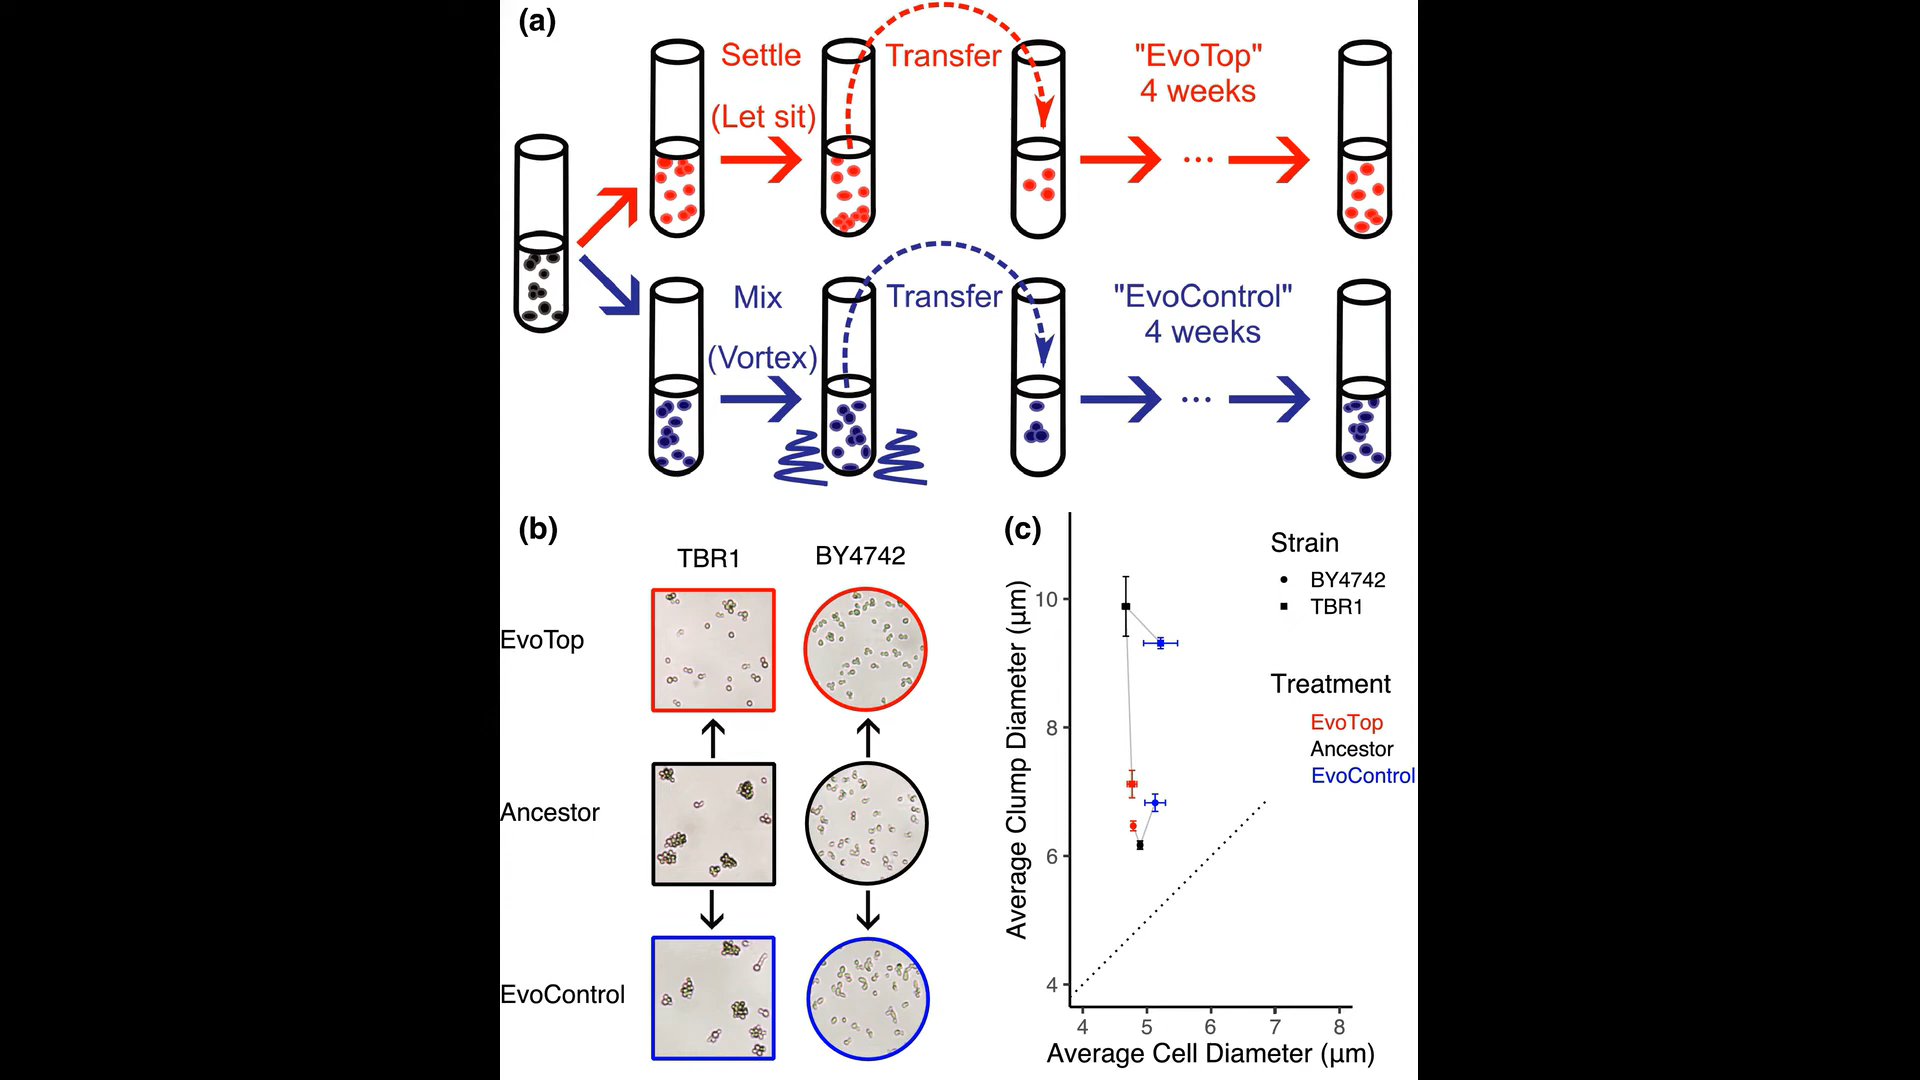 (a)
Settle
(Let sit)
Transfer
"EvoTop"
4 weeks
...
Mix
(Vortex)
Transfer
"EvoControl"
4 weeks
...
(b)
TBR1
BY4742
EvoTop
Ancestor
EvoControl
(c)
Average Clump Diameter (µm)
10
8
6
4
4 5 6 7 8
Average Cell Diameter (µm)
Strain
BY4742
TBR1
Treatment
EvoTop
Ancestor
EvoControl